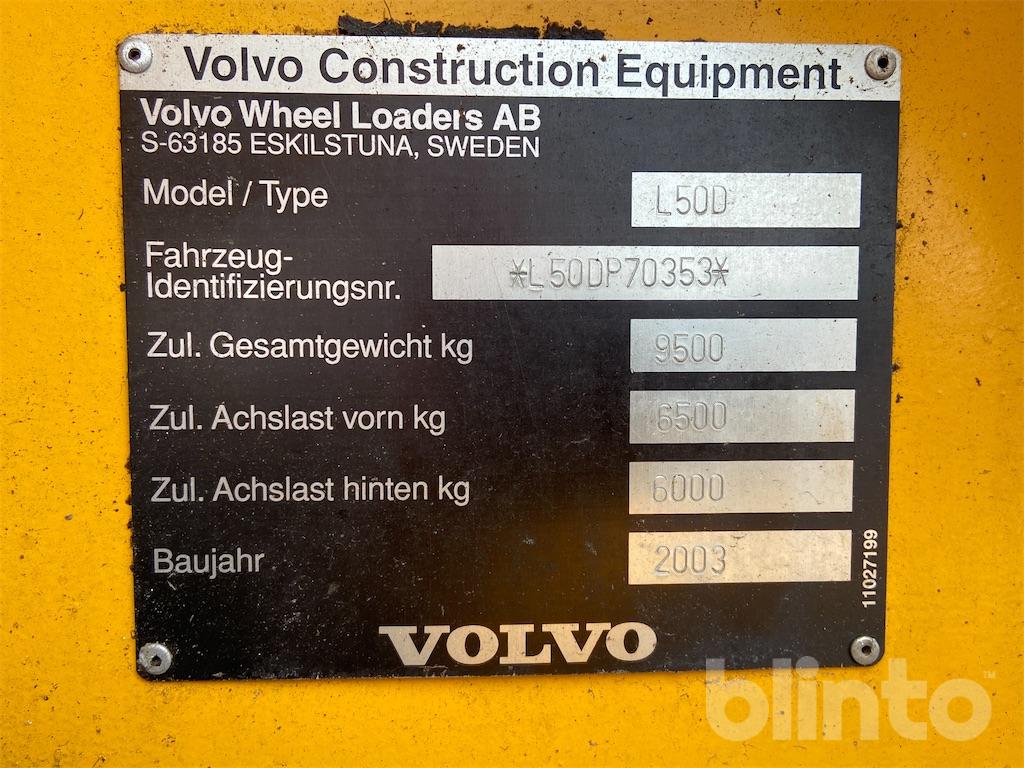 Volvo Construction Equipment
Volvo Wheel Loaders AB
S-63185 ESKILSTUNA, SWEDEN
Model / Type L50D
Fahrzeug-
Identifizierungsnr. *L50DP70353*
Zul. Gesamtgewicht kg 9500
Zul. Achslast vorn kg 6500
Zul. Achslast hinten kg 6000
Baujahr 2003
11027199
VOLVO
blinto™